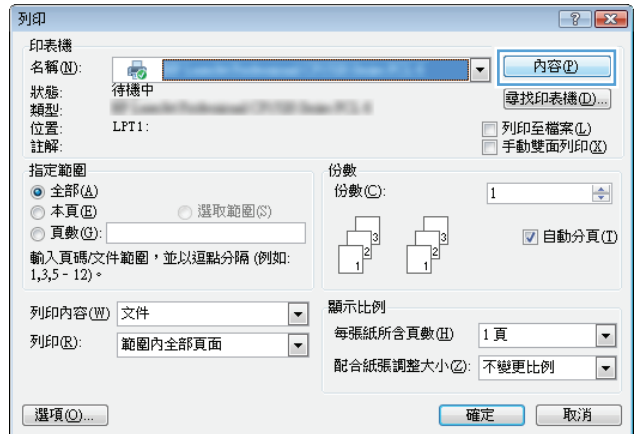 列印
印表機
名稱(N):
內容(P)
狀態: 待機中
尋找印表機(D)...
類型:
位置: LPT1:
列印至檔案(L)
註解:
手動雙面列印(X)
指定範圍
全部(A)
本頁(E) 選取範圍(S)
頁數(G):
輸入頁碼/文件範圍，並以逗點分隔 (例如:
1,3,5 - 12)。
份數
份數(C): 1
3 2 1
3 2 1
自動分頁(T)
列印內容(W) 文件
列印(R): 範圍內全部頁面
顯示比例
每張紙所含頁數(H) 1 頁
配合紙張調整大小(Z): 不變更比例
選項(O)...
確定
取消